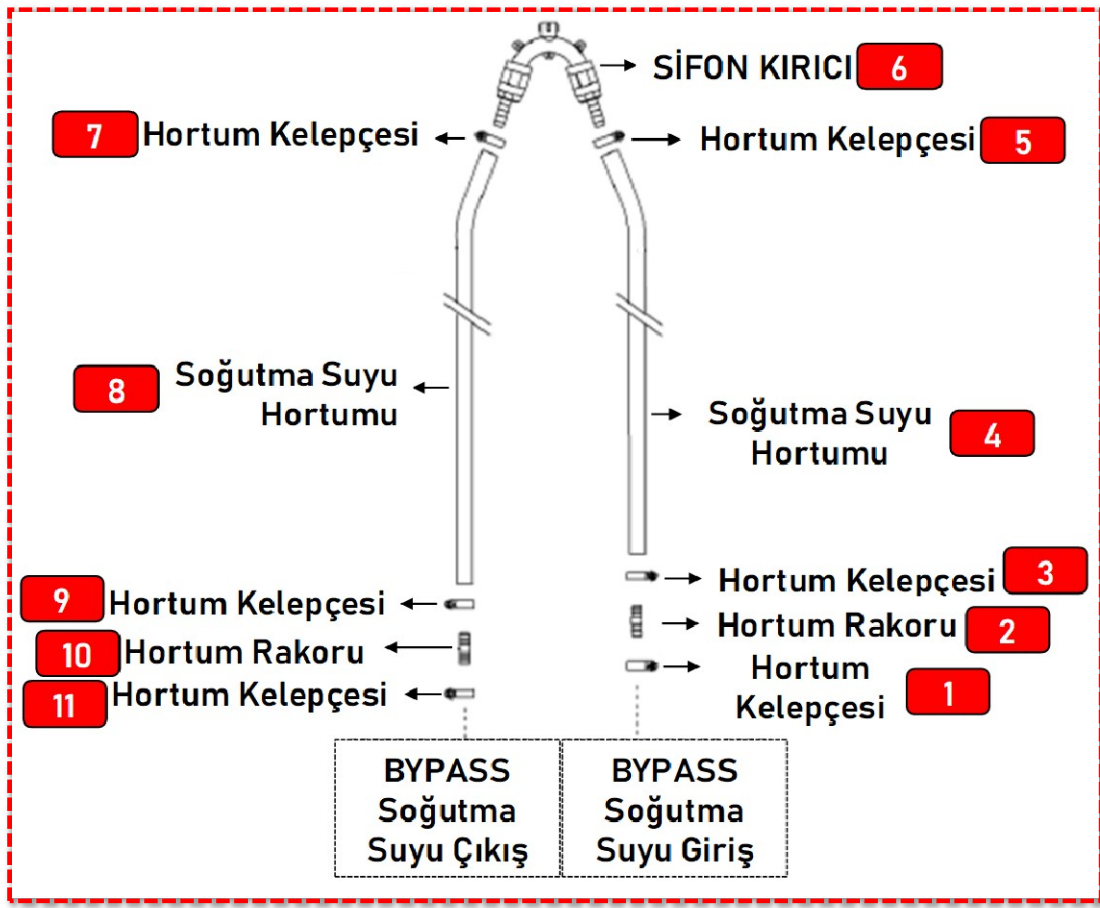 SİFON KIRICI 6
7 Hortum Kelepçesi
Hortum Kelepçesi 5
8 Soğutma Suyu
Hortumu
Soğutma Suyu
Hortumu 4
9 Hortum Kelepçesi
Hortum Kelepçesi 3
10 Hortum Rakoru
Hortum Rakoru 2
11 Hortum Kelepçesi
Hortum
Kelepçesi 1
BYPASS
Soğutma
Suyu Çıkış
BYPASS
Soğutma
Suyu Giriş